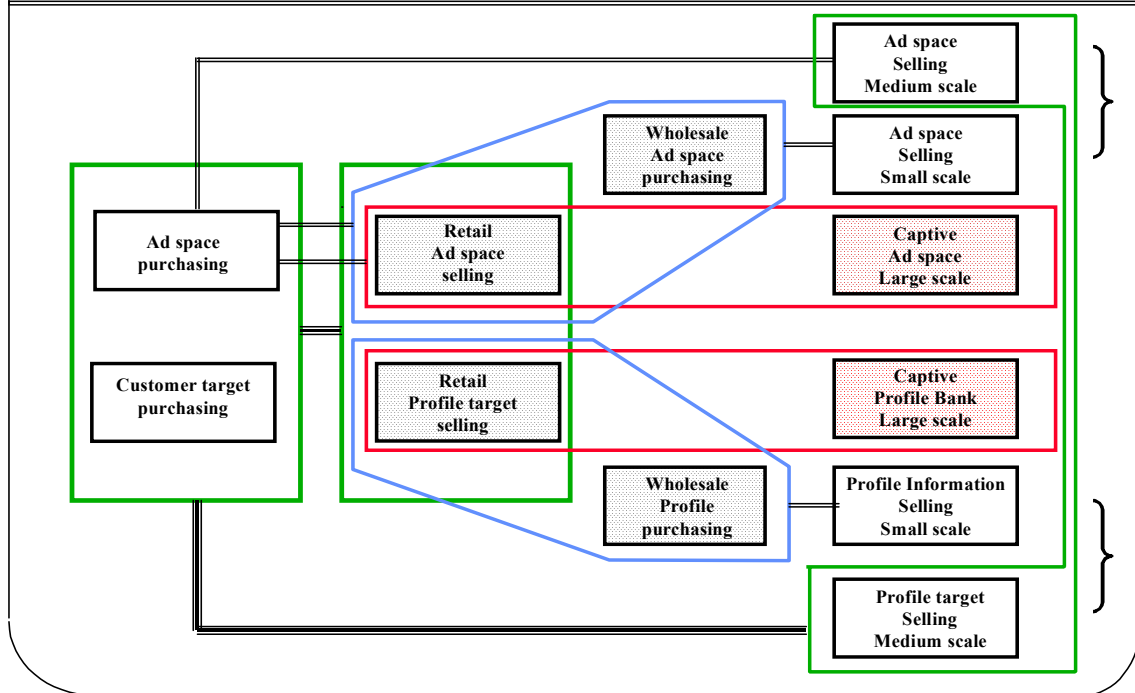 Ad space
Selling
Medium scale
Wholesale
Ad space
purchasing
Ad space
Selling
Small scale
Ad space
purchasing
Retail
Ad space
selling
Captive
Ad space
Large scale
Customer target
purchasing
Retail
Profile target
selling
Captive
Profile Bank
Large scale
Wholesale
Profile
purchasing
Profile Information
Selling
Small scale
Profile target
Selling
Medium scale